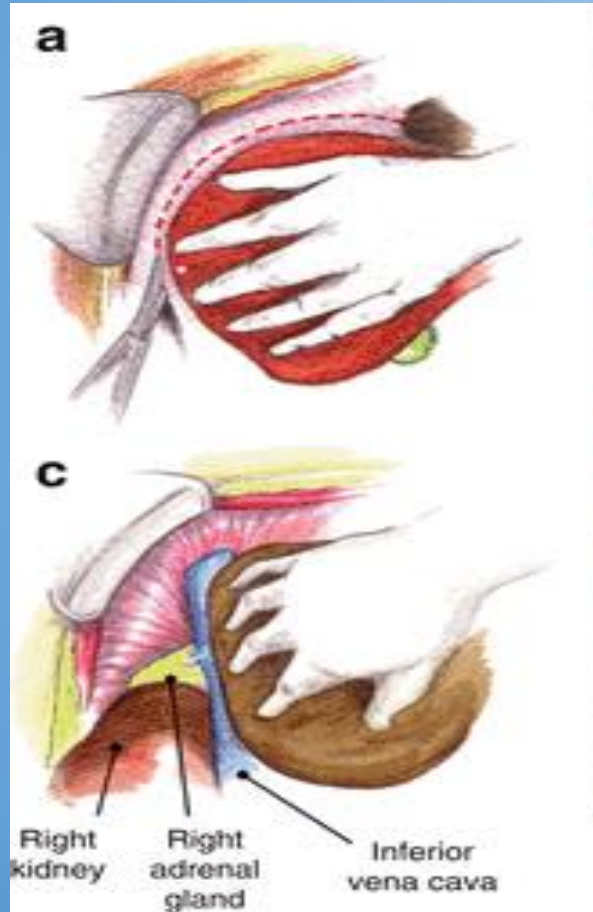 a
c
Right
kidney
Right
adrenal
gland
Inferior
vena cava